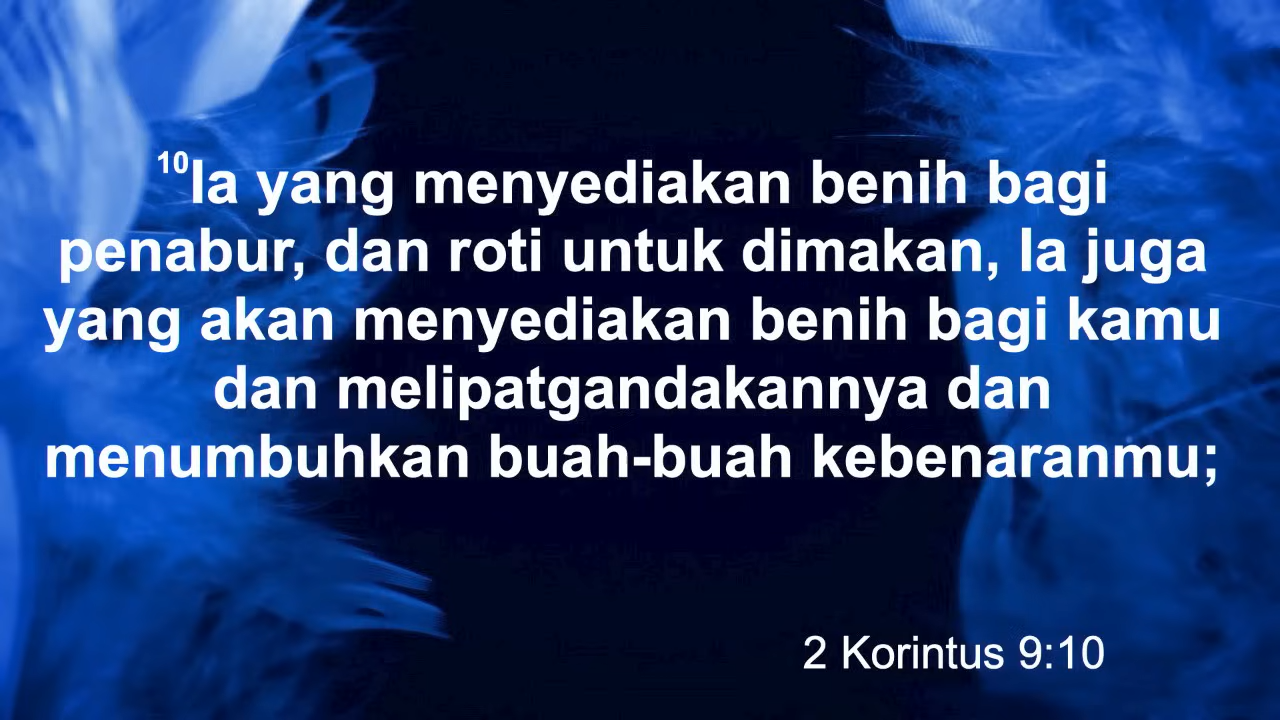 10Ia yang menyediakan benih bagi
penabur, dan roti untuk dimakan, Ia juga
yang akan menyediakan benih bagi kamu
dan melipatgandakannya dan
menumbuhkan buah-buah kebenaranmu;
2 Korintus 9:10